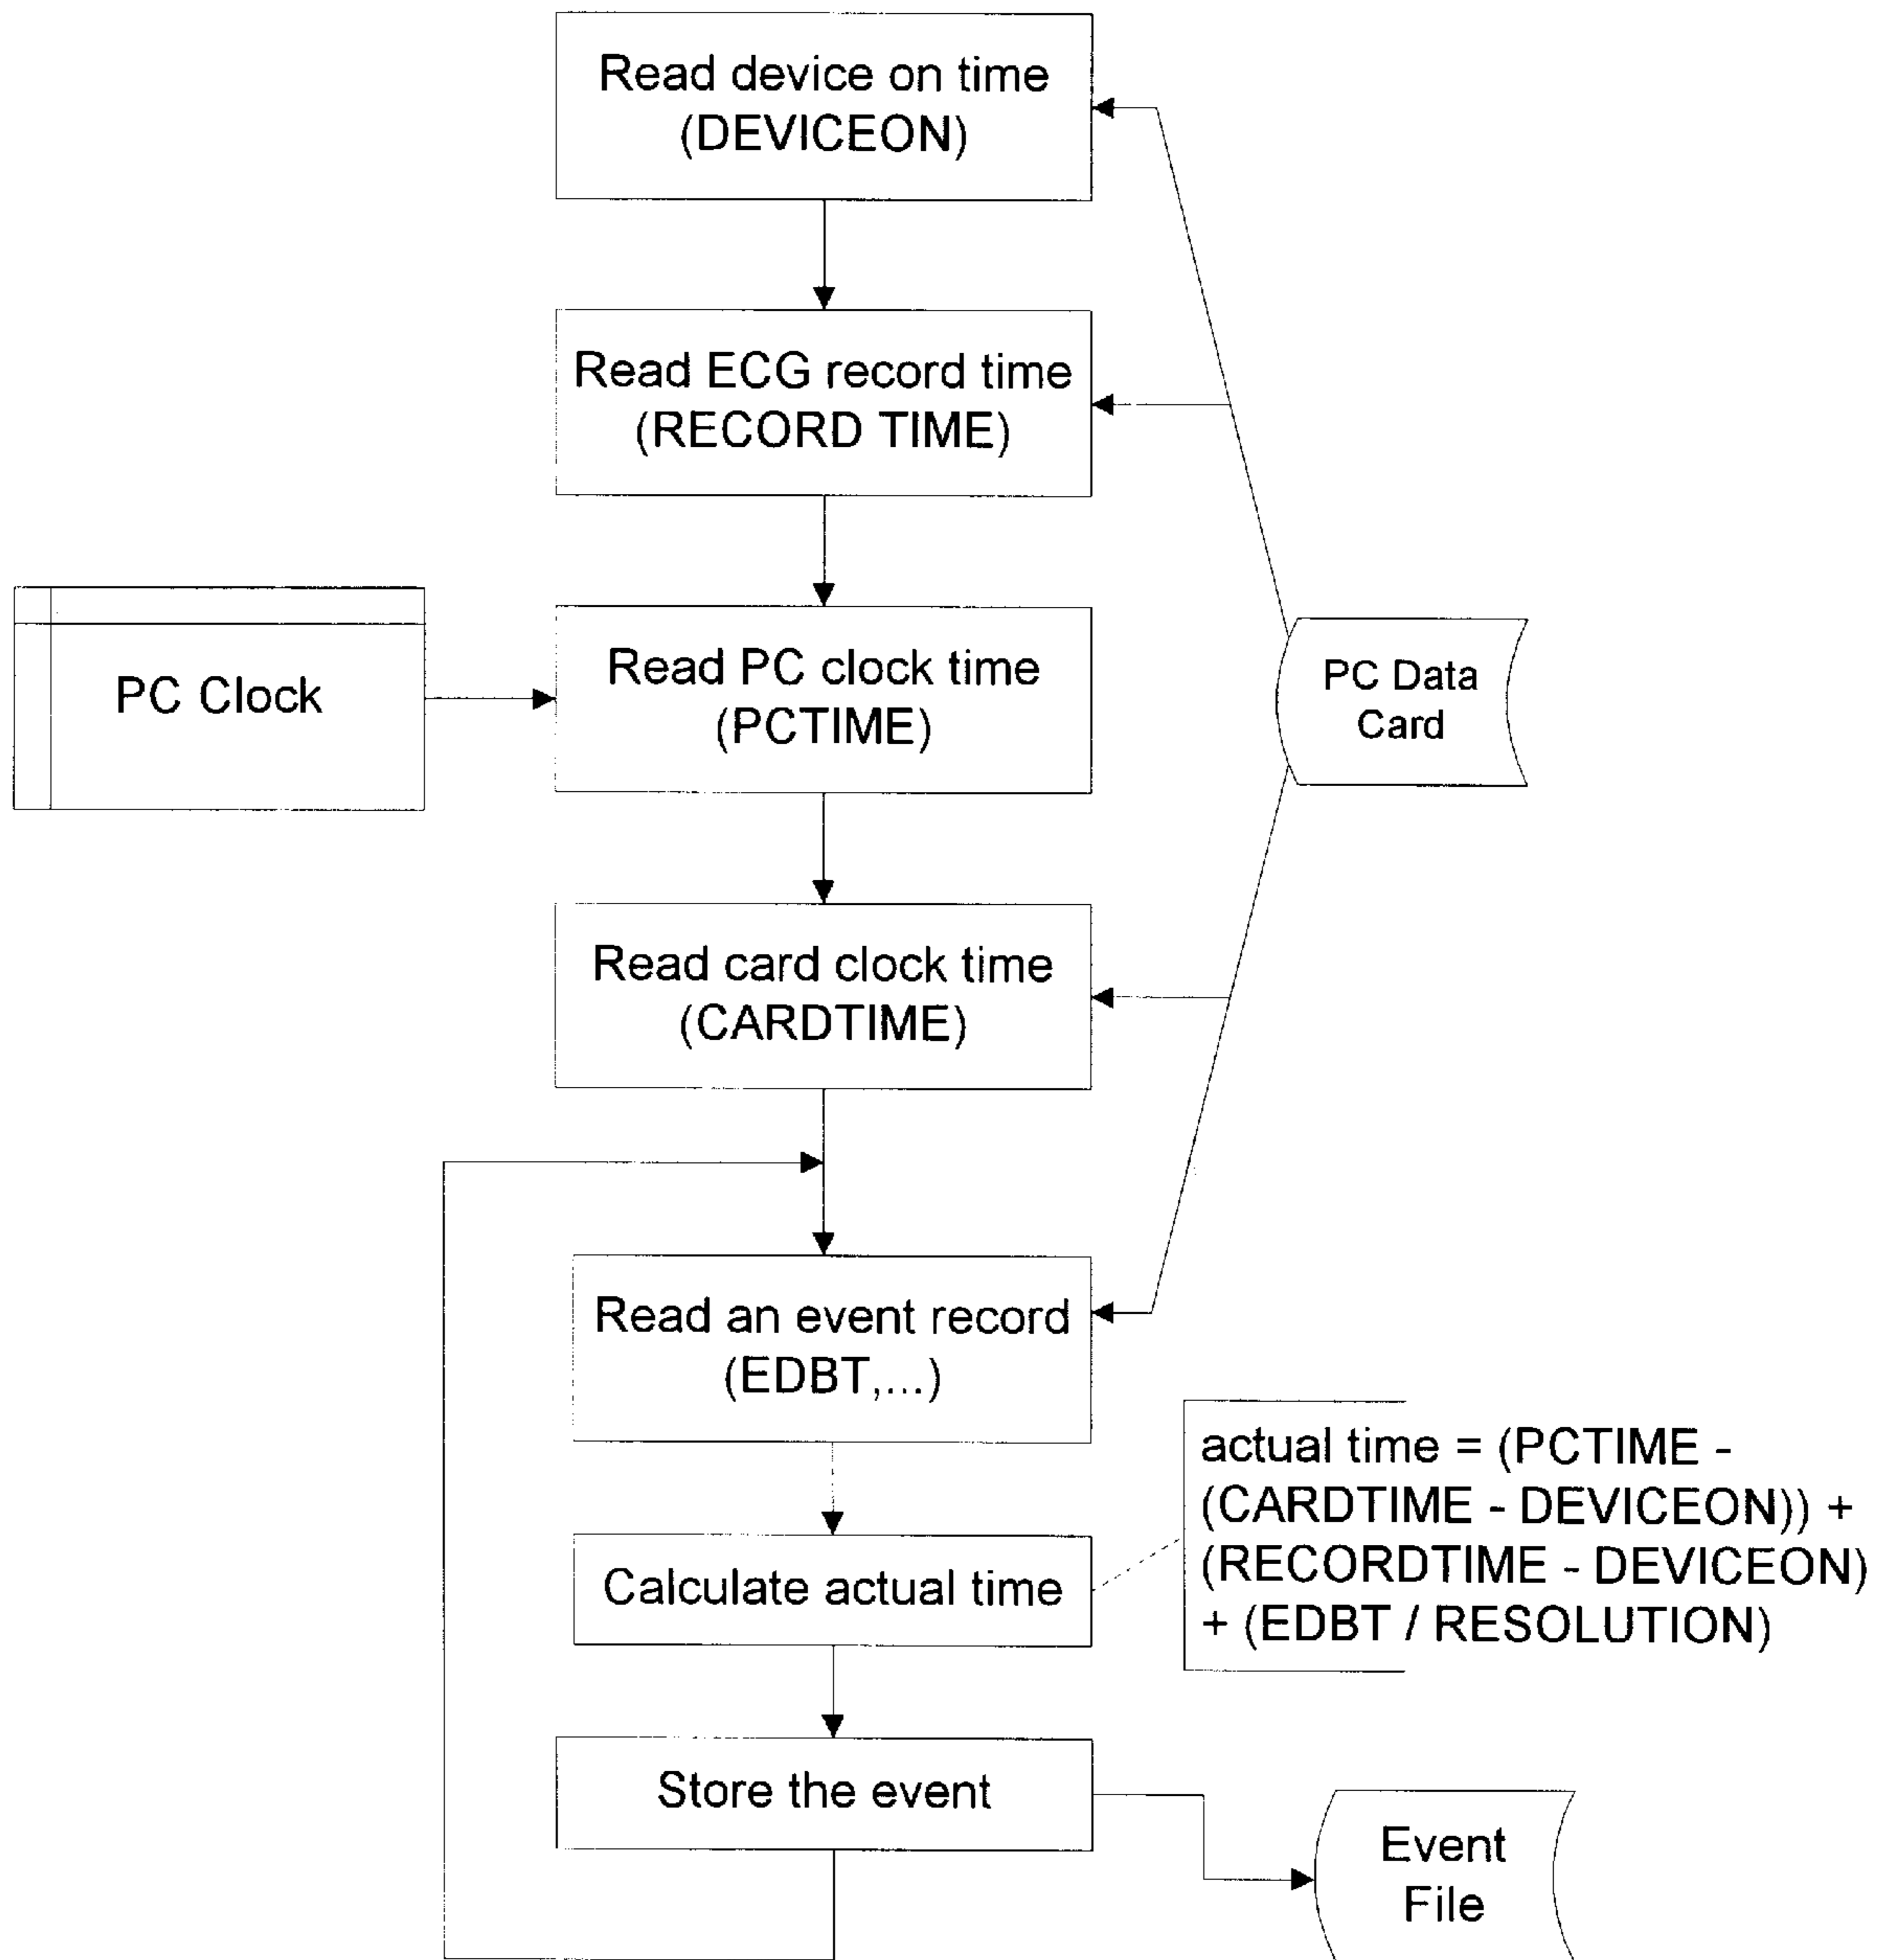 Read device on time
(DEVICEON)
Read ECG record time
(RECORD TIME)
PC Clock
Read PC clock time
(PCTIME)
PC Data
Card
Read card clock time
(CARDTIME)
Read an event record
(EDBT,...)
actual time = (PCTIME -
(CARDTIME - DEVICEON)) +
(RECORDTIME - DEVICEON)
+ (EDBT / RESOLUTION)
Calculate actual time
Store the event
Event
File